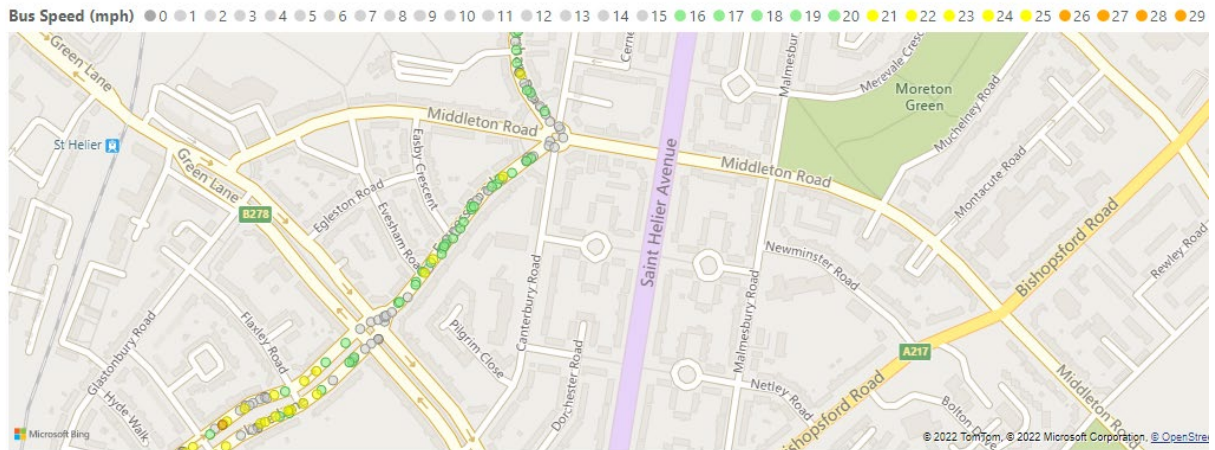 Bus Speed (mph) 0 1 2 3 4 5 6 7 8 9 10 11 12 13 14 15 16 17 18 19 20 21 22 23 24 25 26 27 28 29
Green Lane
Middleton Road
Cerne
Malmesbury
Merevale Cresc
Moreton
Green
Muchelney Road
St Helier
Green Lane
Easby Crescent
Middleton Road
Montacute Road
Egleston Road
B278
Evesham Road
Saint Helier Avenue
Newminster Road
Bishopsford Road
Rewley Road
Glastonbury Road
Flaxley Road
Pilgrim Close
Canterbury Road
Malmesbury Road
A217
Hyde Walk
Dorchester Road
Netley Road
Bishopsford Road
Bolton Drive
Middleton Road
Microsoft Bing
© 2022 TomTom, © 2022 Microsoft Corporation, © OpenStree